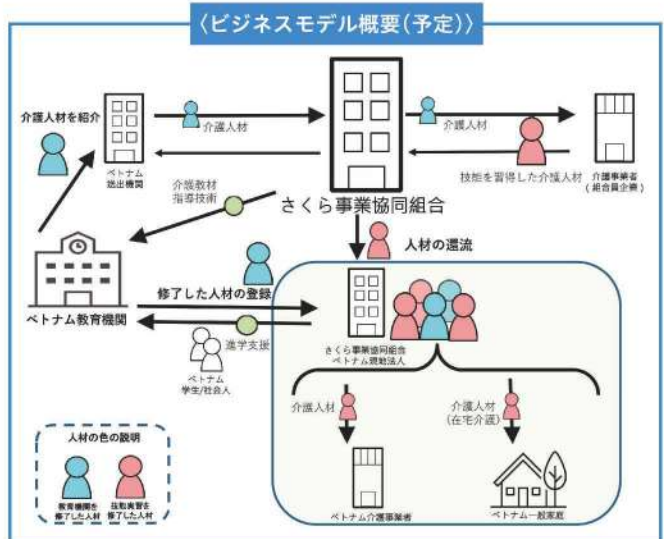 〈ビジネスモデル概要(予定)〉
介護人材を紹介
介護人材
介護人材
ベトナム
送出機関
介護教材
指導技術
技能を習得した介護人材
介護事業者
(組合員企業)
さくら事業協同組合
人材の還流
ベトナム教育機関
修了した人材の登録
進学支援
ベトナム
学生/社会人
さくら事業協同組合
ベトナム現地法人
介護人材
介護人材
(在宅介護)
人材の色の説明
教育機関を
修了した人材
技能実習を
修了した人材
ベトナム介護事業者
ベトナム一般家庭